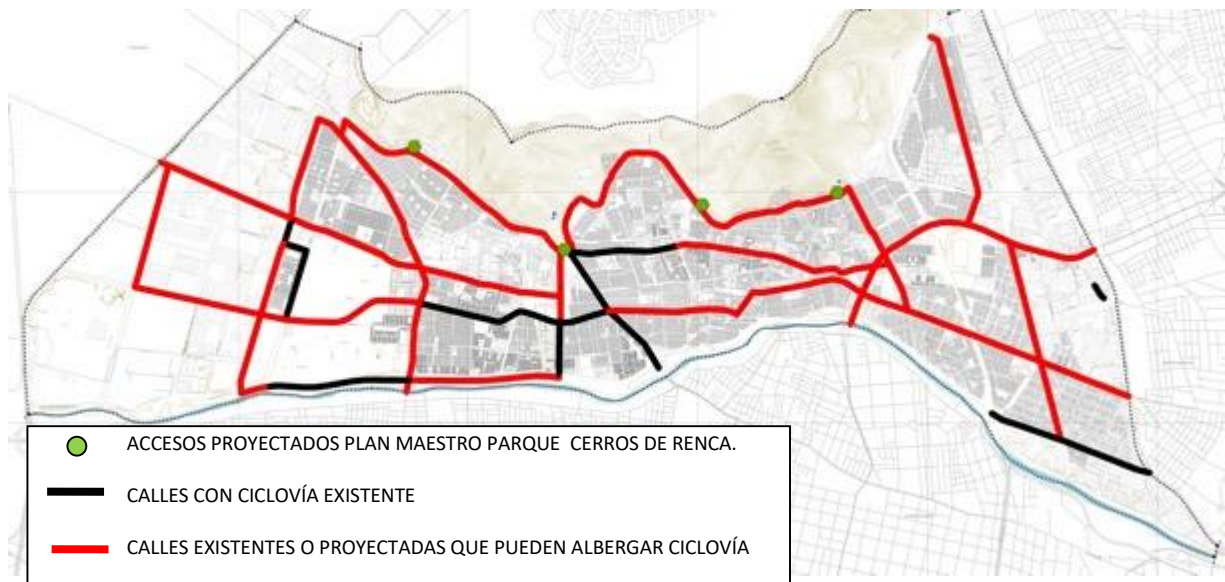 ACCESOS PROYECTADOS PLAN MAESTRO PARQUE CERROS DE RENCA.
CALLES CON CICLOVÍA EXISTENTE
CALLES EXISTENTES O PROYECTADAS QUE PUEDEN ALBERGAR CICLOVÍA